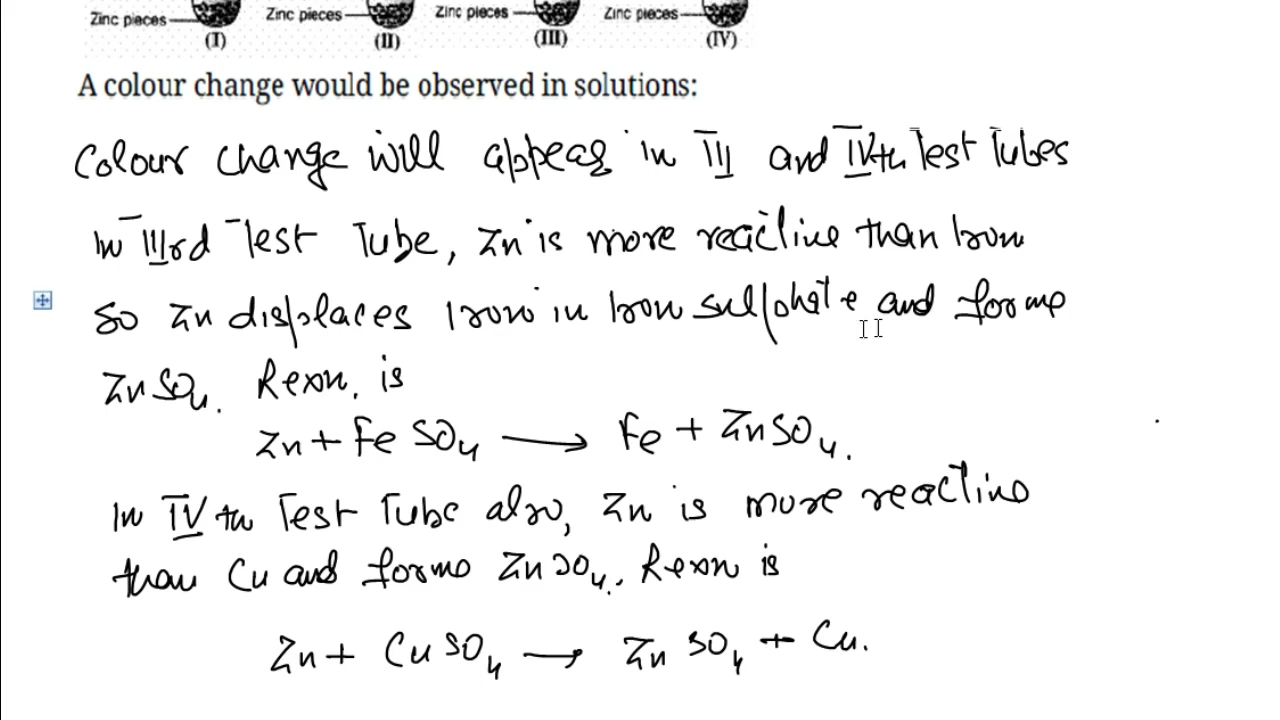 Zinc pieces Zinc pieces Zinc pieces Zinc pieces
(I) (II) (III) (IV)
A colour change would be observed in solutions:
Colour change will appear in III and IVth Test Tubes
In IIIrd Test Tube, Zn is more reactive than Iron
So Zn displaces Iron in Iron sulphate and forms
ZnSO4. Rexn. is
Zn + FeSO4 → Fe + ZnSO4.
In IVth Test Tube also, Zn is more reactive
than Cu and forms ZnSO4. Rexn is
Zn + CuSO4 → ZnSO4 + Cu.